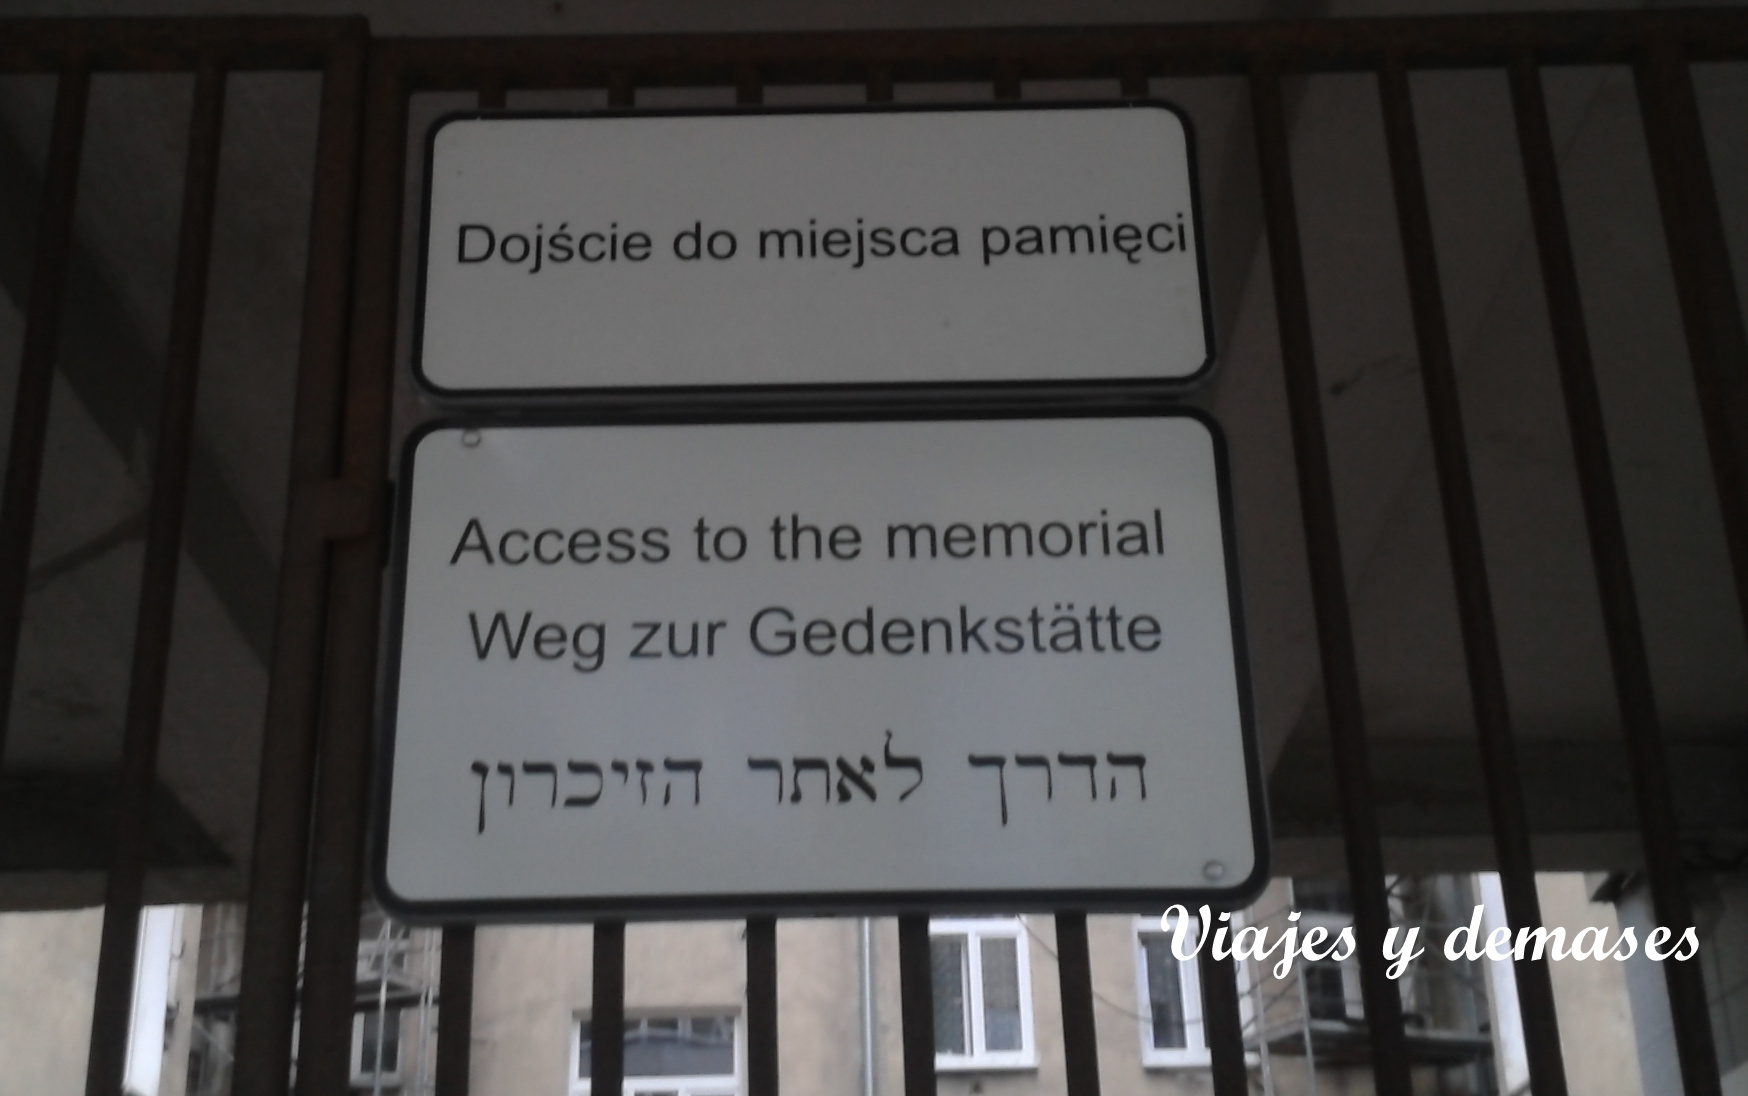 Dojście do miejsca pamięci
Access to the memorial
Weg zur Gedenkstätte
הדרך לאתר הזיכרון
Viajes y demases